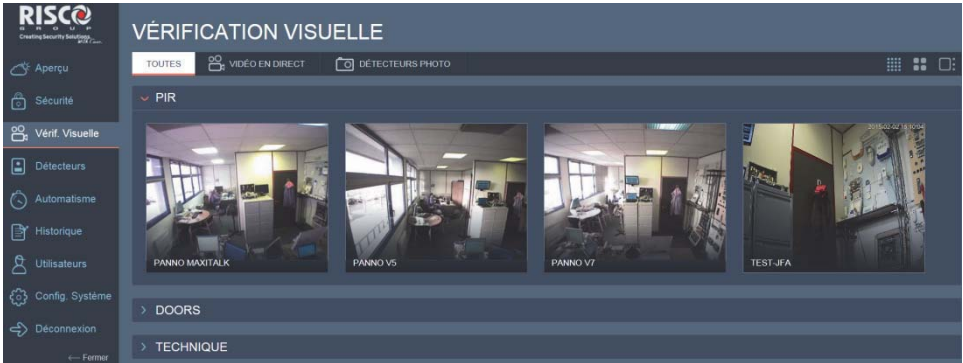 RISCO
GROUP
Creating Security Solutions
VÉRIFICATION VISUELLE
TOUTES
VIDÉO EN DIRECT
DÉTECTEURS PHOTO
Aperçu
Sécurité
Vérif. Visuelle
Détecteurs
Automatisme
Historique
Utilisateurs
Config. Système
Déconnexion
← Fermer
PIR
PANNO MAXITALK
PANNO V5
PANNO V7
TEST-JFA
DOORS
TECHNIQUE